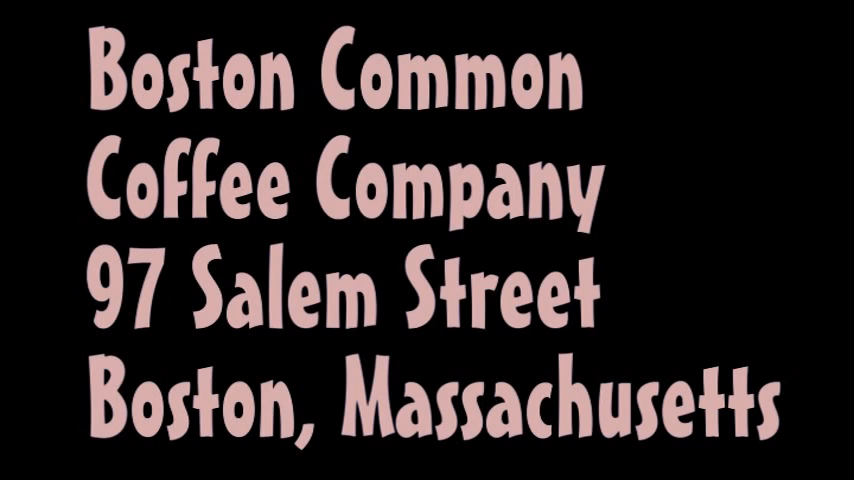 Boston Common
Coffee Company
97 Salem Street
Boston, Massachusetts